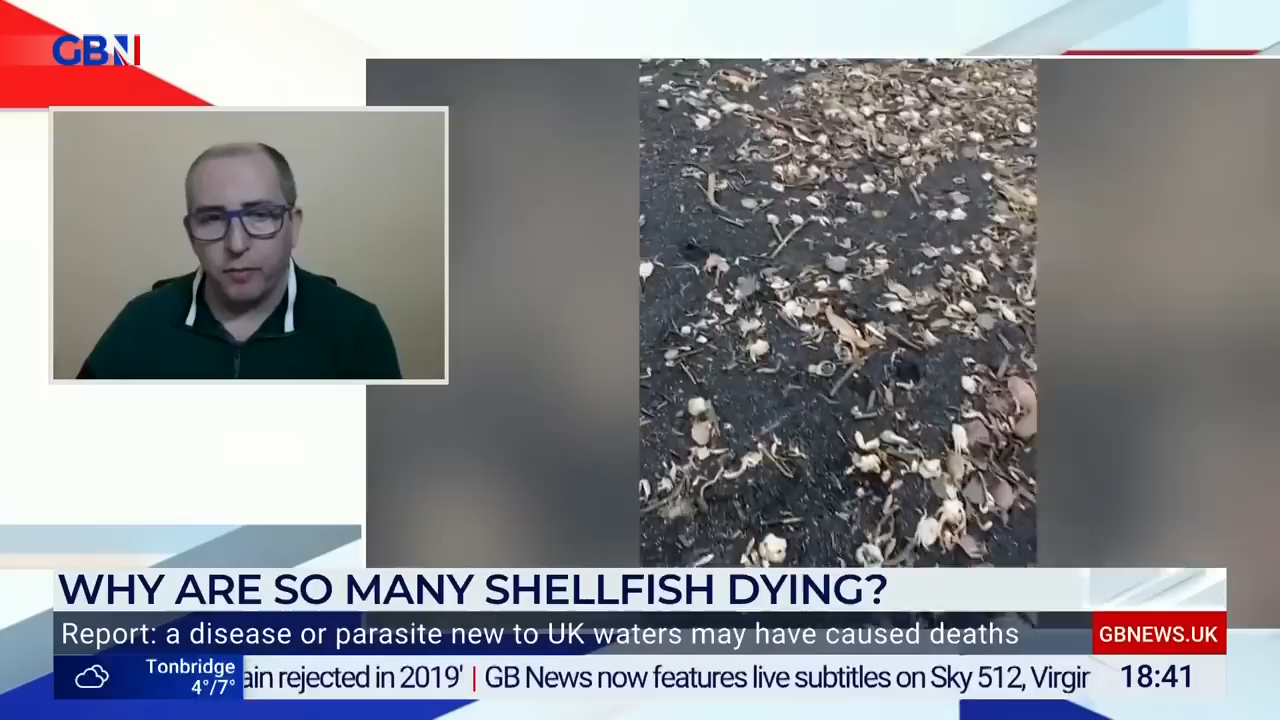 GBN
WHY ARE SO MANY SHELLFISH DYING?
Report: a disease or parasite new to UK waters may have caused deaths
GBNEWS.UK
Tonbridge
4°/7°
ain rejected in 2019' | GB News now features live subtitles on Sky 512, Virgir
18:41